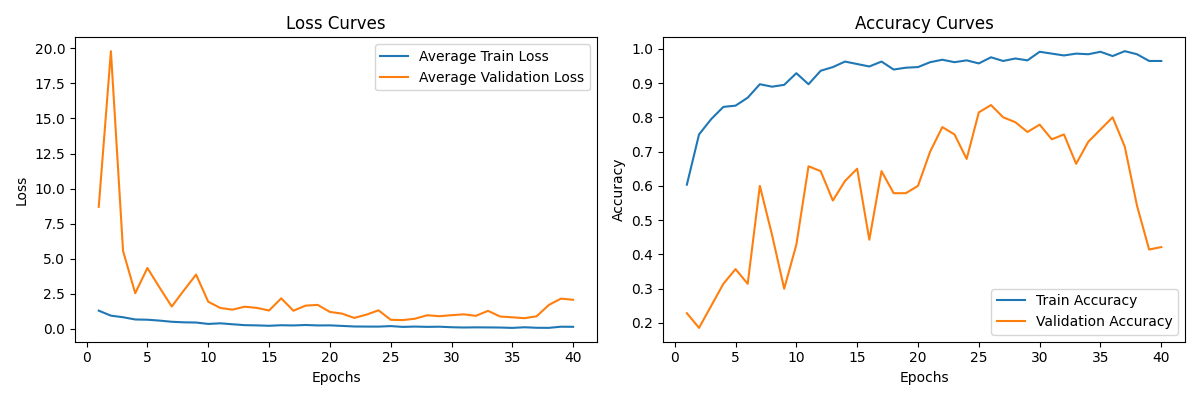 Loss Curves
20.0
17.5
15.0
12.5
10.0
7.5
5.0
2.5
0.0
Loss
Average Train Loss
Average Validation Loss
0 5 10 15 20 25 30 35 40
Epochs
Accuracy Curves
1.0
0.9
0.8
0.7
0.6
0.5
0.4
0.3
0.2
Accuracy
Train Accuracy
Validation Accuracy
0 5 10 15 20 25 30 35 40
Epochs